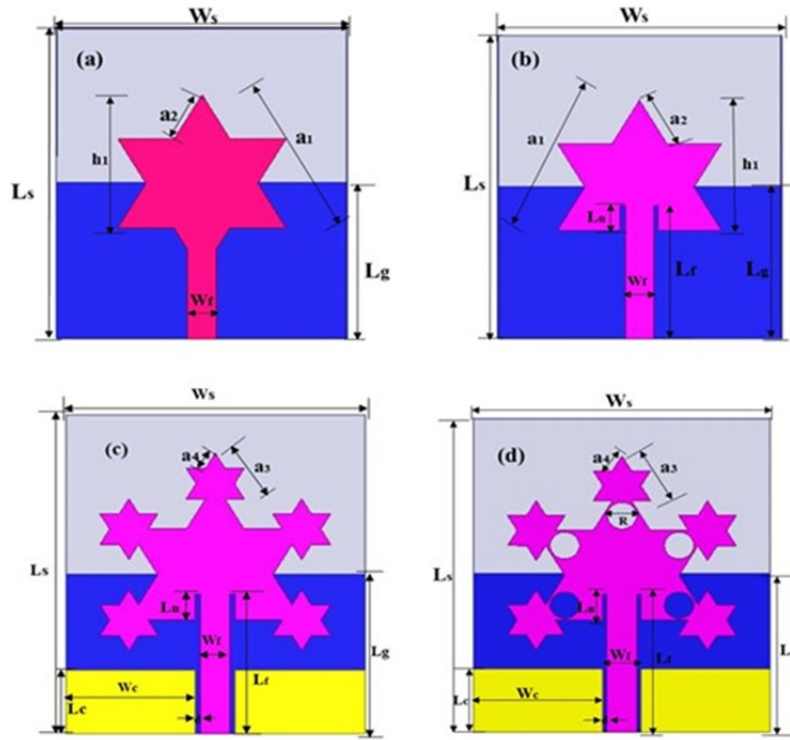 Ws
(a)
a2
a1
h1
Ls
Lg
Wf
Ws
(b)
a1
a2
h1
Ls
Ln
Lf
Lg
Wf
Ws
(c)
a4
a3
Ls
Ln
Wf
Lg
Wc
Lf
Lc
Ws
(d)
a4
a3
R
Ls
Ln
Wf
L
Wc
Lf
Lc